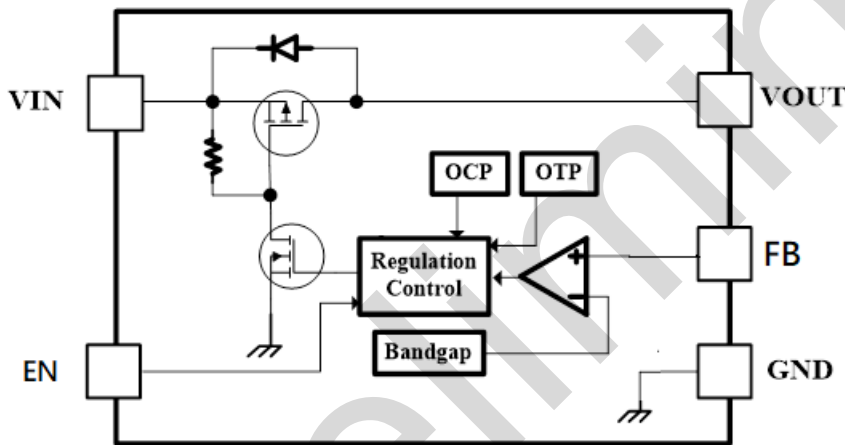 VIN
VOUT
OCP
OTP
Regulation
Control
+
FB
−
Bandgap
EN
GND